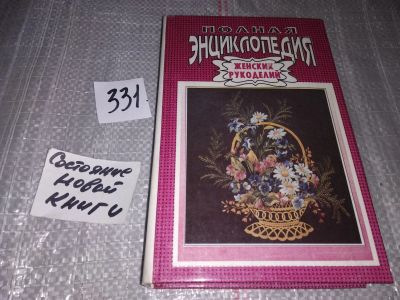 ПОЛНАЯ
ЭНЦИКЛОПЕДИЯ
ЖЕНСКИХ
РУКОДЕЛИЙ
331.
Состояние
новой
книги